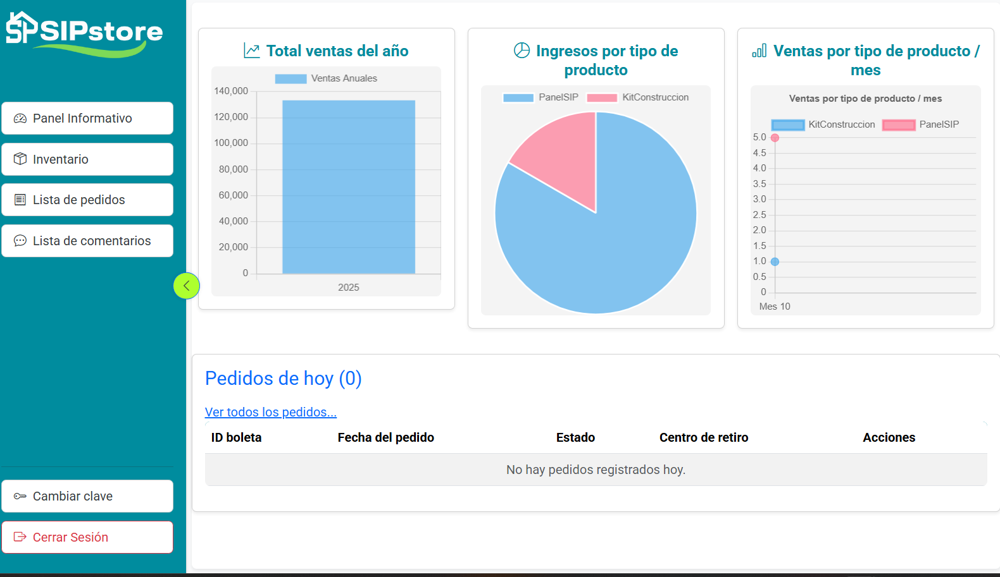 SP SIPstore
Panel Informativo
Inventario
Lista de pedidos
Lista de comentarios
Cambiar clave
Cerrar Sesión
Total ventas del año
Ventas Anuales
140,000
120,000
100,000
80,000
60,000
40,000
20,000
0
2025
Ingresos por tipo de
producto
PanelSIP KitConstruccion
Ventas por tipo de producto /
mes
Ventas por tipo de producto / mes
KitConstruccion PanelSIP
5.0
4.5
4.0
3.5
3.0
2.5
2.0
1.5
1.0
0.5
0
Mes 10
Pedidos de hoy (0)
Ver todos los pedidos...
ID boleta Fecha del pedido Estado Centro de retiro Acciones
No hay pedidos registrados hoy.